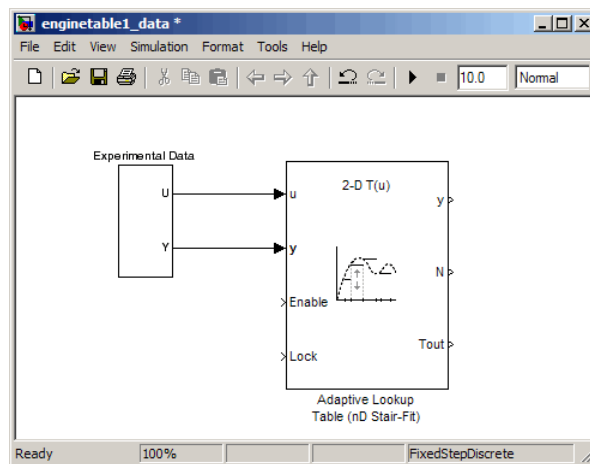 enginetable1_data *
File Edit View Simulation Format Tools Help
10.0 Normal
Experimental Data
U
Y
2-D T(u)
u
y
Enable
Lock
y
N
Tout
Adaptive Lookup
Table (nD Stair-Fit)
Ready 100% FixedStepDiscrete